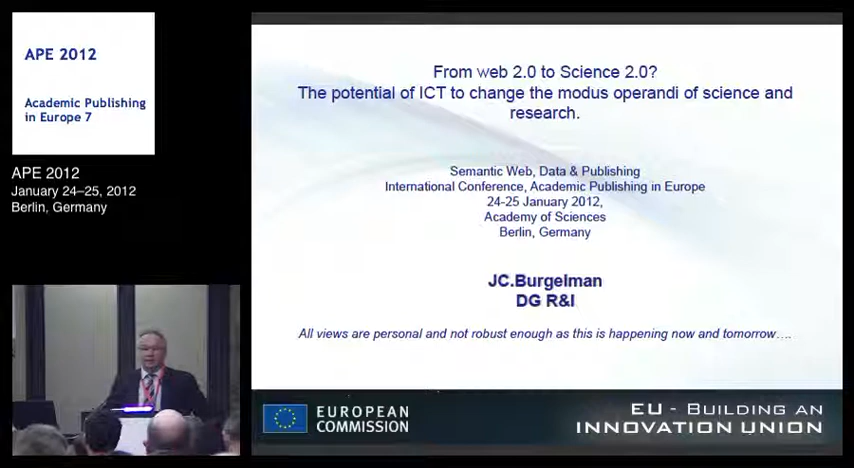 APE 2012
Academic Publishing
in Europe 7
APE 2012
January 24–25, 2012
Berlin, Germany
From web 2.0 to Science 2.0?
The potential of ICT to change the modus operandi of science and
research.
Semantic Web, Data & Publishing
International Conference, Academic Publishing in Europe
24-25 January 2012,
Academy of Sciences
Berlin, Germany
JC.Burgelman
DG R&I
All views are personal and not robust enough as this is happening now and tomorrow….
EUROPEAN
COMMISSION
EU - BUILDING AN
INNOVATION UNION